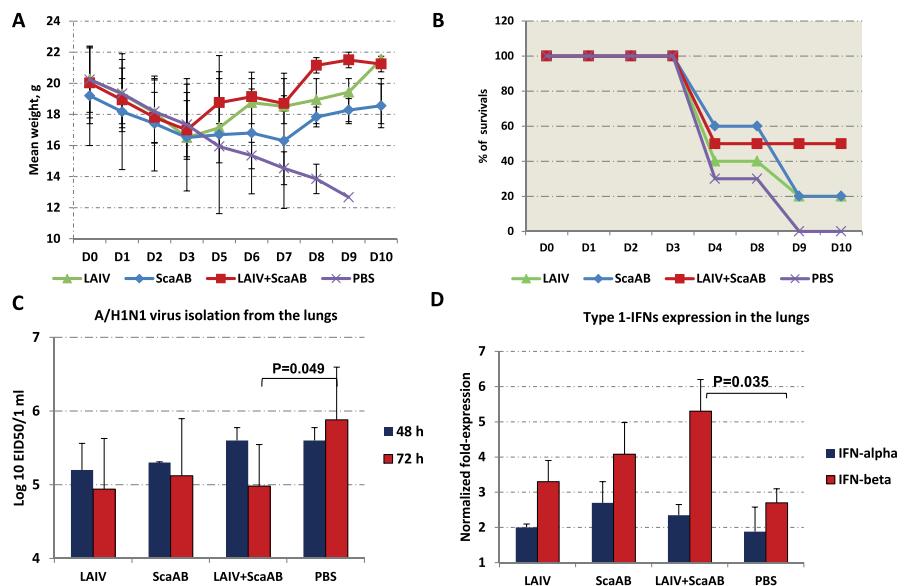 A
Mean weight, g
22
20
18
16
14
12
10
D0 D1 D2 D3 D5 D6 D7 D8 D9 D10
LAIV ScaAB LAIV+ScaAB PBS
B
% of survivals
120
100
80
60
40
20
0
D0 D1 D2 D3 D4 D8 D9 D10
LAIV ScaAB LAIV+ScaAB PBS
C
A/H1N1 virus isolation from the lungs
Log 10 EID50/1 ml
7
6
5
4
P=0.049
48 h
72 h
LAIV ScaAB LAIV+ScaAB PBS
D
Type 1-IFNs expression in the lungs
Normalized fold-expression
7
6
5
4
3
2
1
P=0.035
IFN-alpha
IFN-beta
LAIV ScaAB LAIV+ScaAB PBS